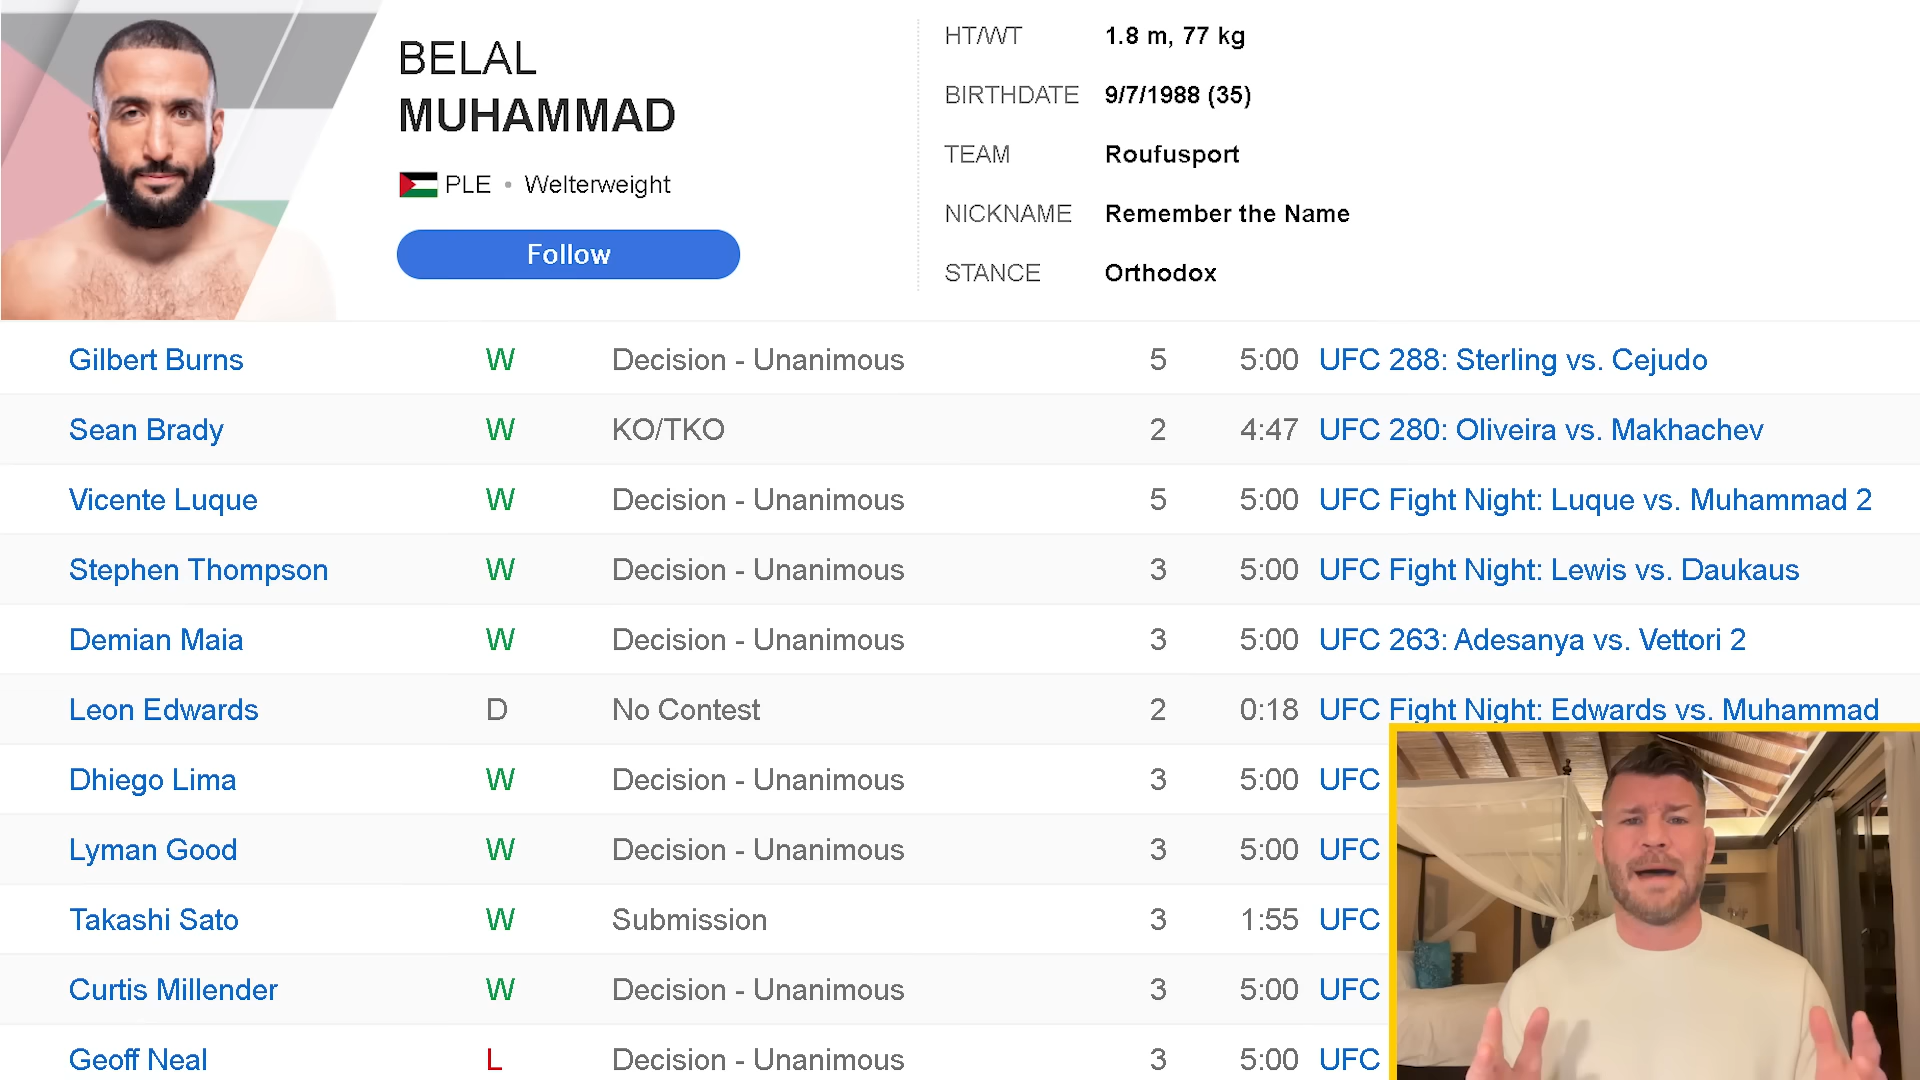 BELAL
MUHAMMAD
PLE • Welterweight
Follow
HT/WT 1.8 m, 77 kg
BIRTHDATE 9/7/1988 (35)
TEAM Roufusport
NICKNAME Remember the Name
STANCE Orthodox
Gilbert Burns W Decision - Unanimous 5 5:00 UFC 288: Sterling vs. Cejudo
Sean Brady W KO/TKO 2 4:47 UFC 280: Oliveira vs. Makhachev
Vicente Luque W Decision - Unanimous 5 5:00 UFC Fight Night: Luque vs. Muhammad 2
Stephen Thompson W Decision - Unanimous 3 5:00 UFC Fight Night: Lewis vs. Daukaus
Demian Maia W Decision - Unanimous 3 5:00 UFC 263: Adesanya vs. Vettori 2
Leon Edwards D No Contest 2 0:18 UFC Fight Night: Edwards vs. Muhammad
Dhiego Lima W Decision - Unanimous 3 5:00 UFC
Lyman Good W Decision - Unanimous 3 5:00 UFC
Takashi Sato W Submission 3 1:55 UFC
Curtis Millender W Decision - Unanimous 3 5:00 UFC
Geoff Neal L Decision - Unanimous 3 5:00 UFC